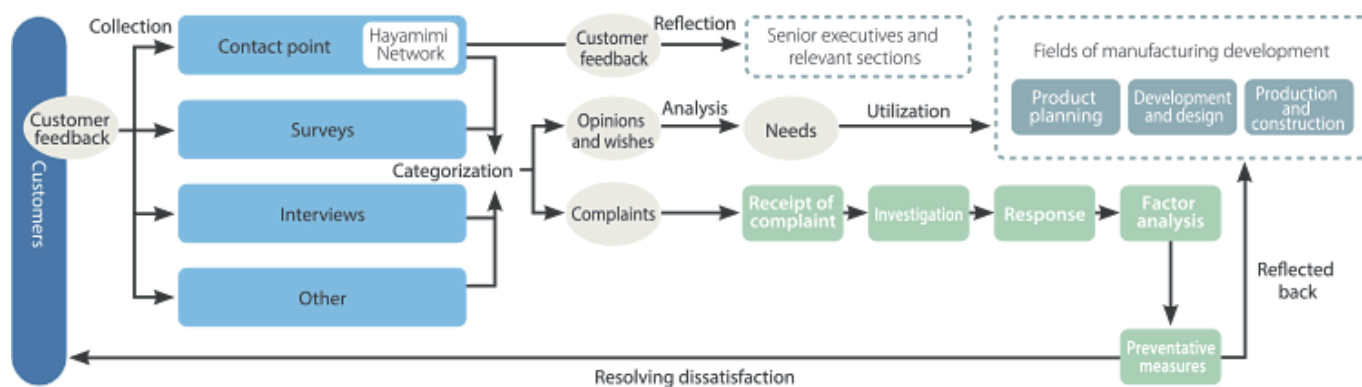 Customers
Customer
feedback
Collection
Contact point
Hayamimi
Network
Surveys
Interviews
Other
Categorization
Customer
feedback
Reflection
Senior executives and
relevant sections
Opinions
and wishes
Analysis
Needs
Utilization
Fields of manufacturing development
Product
planning
Development
and design
Production
and
construction
Complaints
Receipt of
complaint
Investigation
Response
Factor
analysis
Preventative
measures
Reflected
back
Resolving dissatisfaction